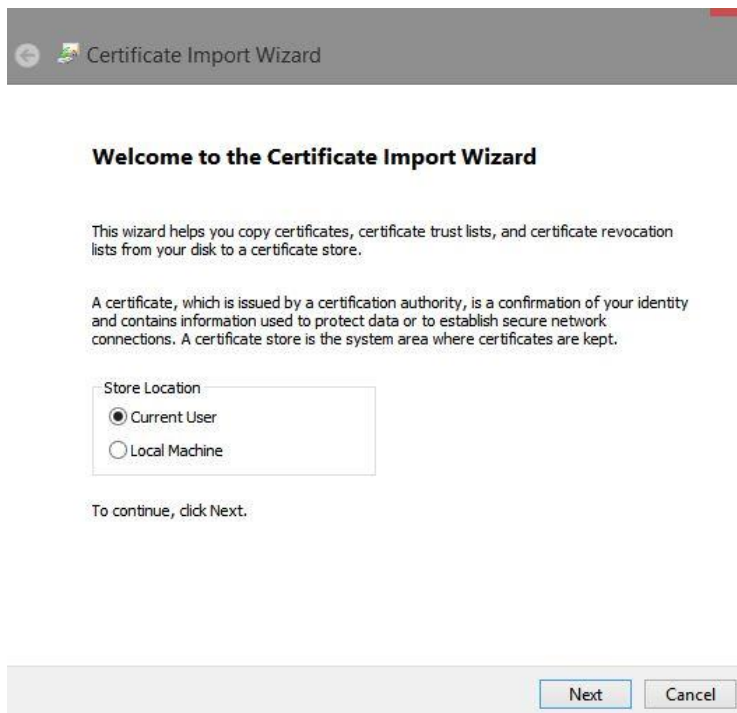 Certificate Import Wizard
Welcome to the Certificate Import Wizard
This wizard helps you copy certificates, certificate trust lists, and certificate revocation
lists from your disk to a certificate store.
A certificate, which is issued by a certification authority, is a confirmation of your identity
and contains information used to protect data or to establish secure network
connections. A certificate store is the system area where certificates are kept.
Store Location
Current User
Local Machine
To continue, click Next.
Next Cancel